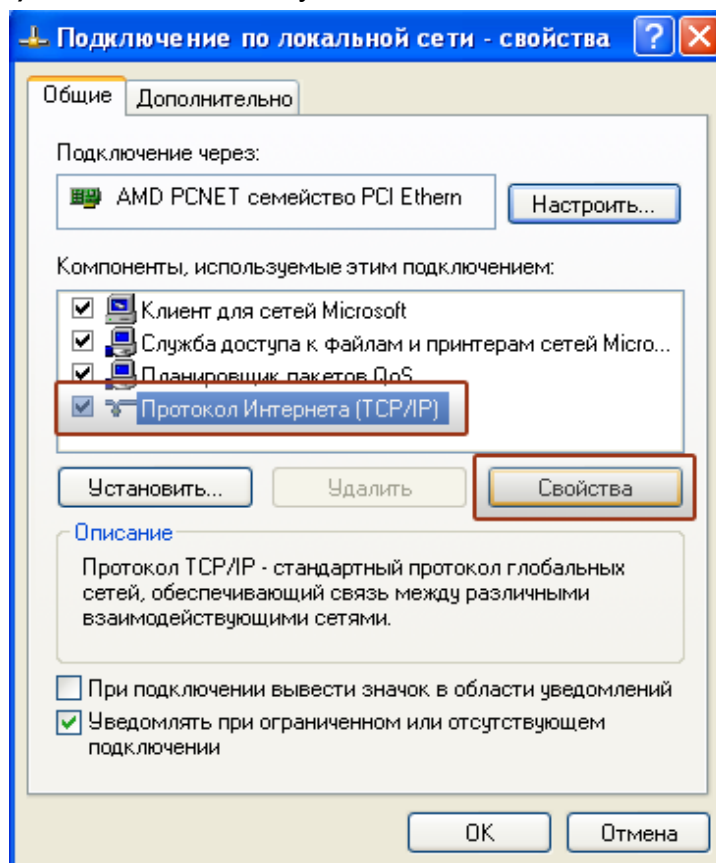 Подключение по локальной сети - свойства
Общие
Дополнительно
Подключение через:
AMD PCNET семейство PCI Ethern
Настроить...
Компоненты, используемые этим подключением:
Клиент для сетей Microsoft
Служба доступа к файлам и принтерам сетей Micro...
Планировщик пакетов QoS
Протокол Интернета (TCP/IP)
Установить...
Удалить
Свойства
Описание
Протокол TCP/IP - стандартный протокол глобальных
сетей, обеспечивающий связь между различными
взаимодействующими сетями.
При подключении вывести значок в области уведомлений
Уведомлять при ограниченном или отсутствующем
подключении
OK
Отмена